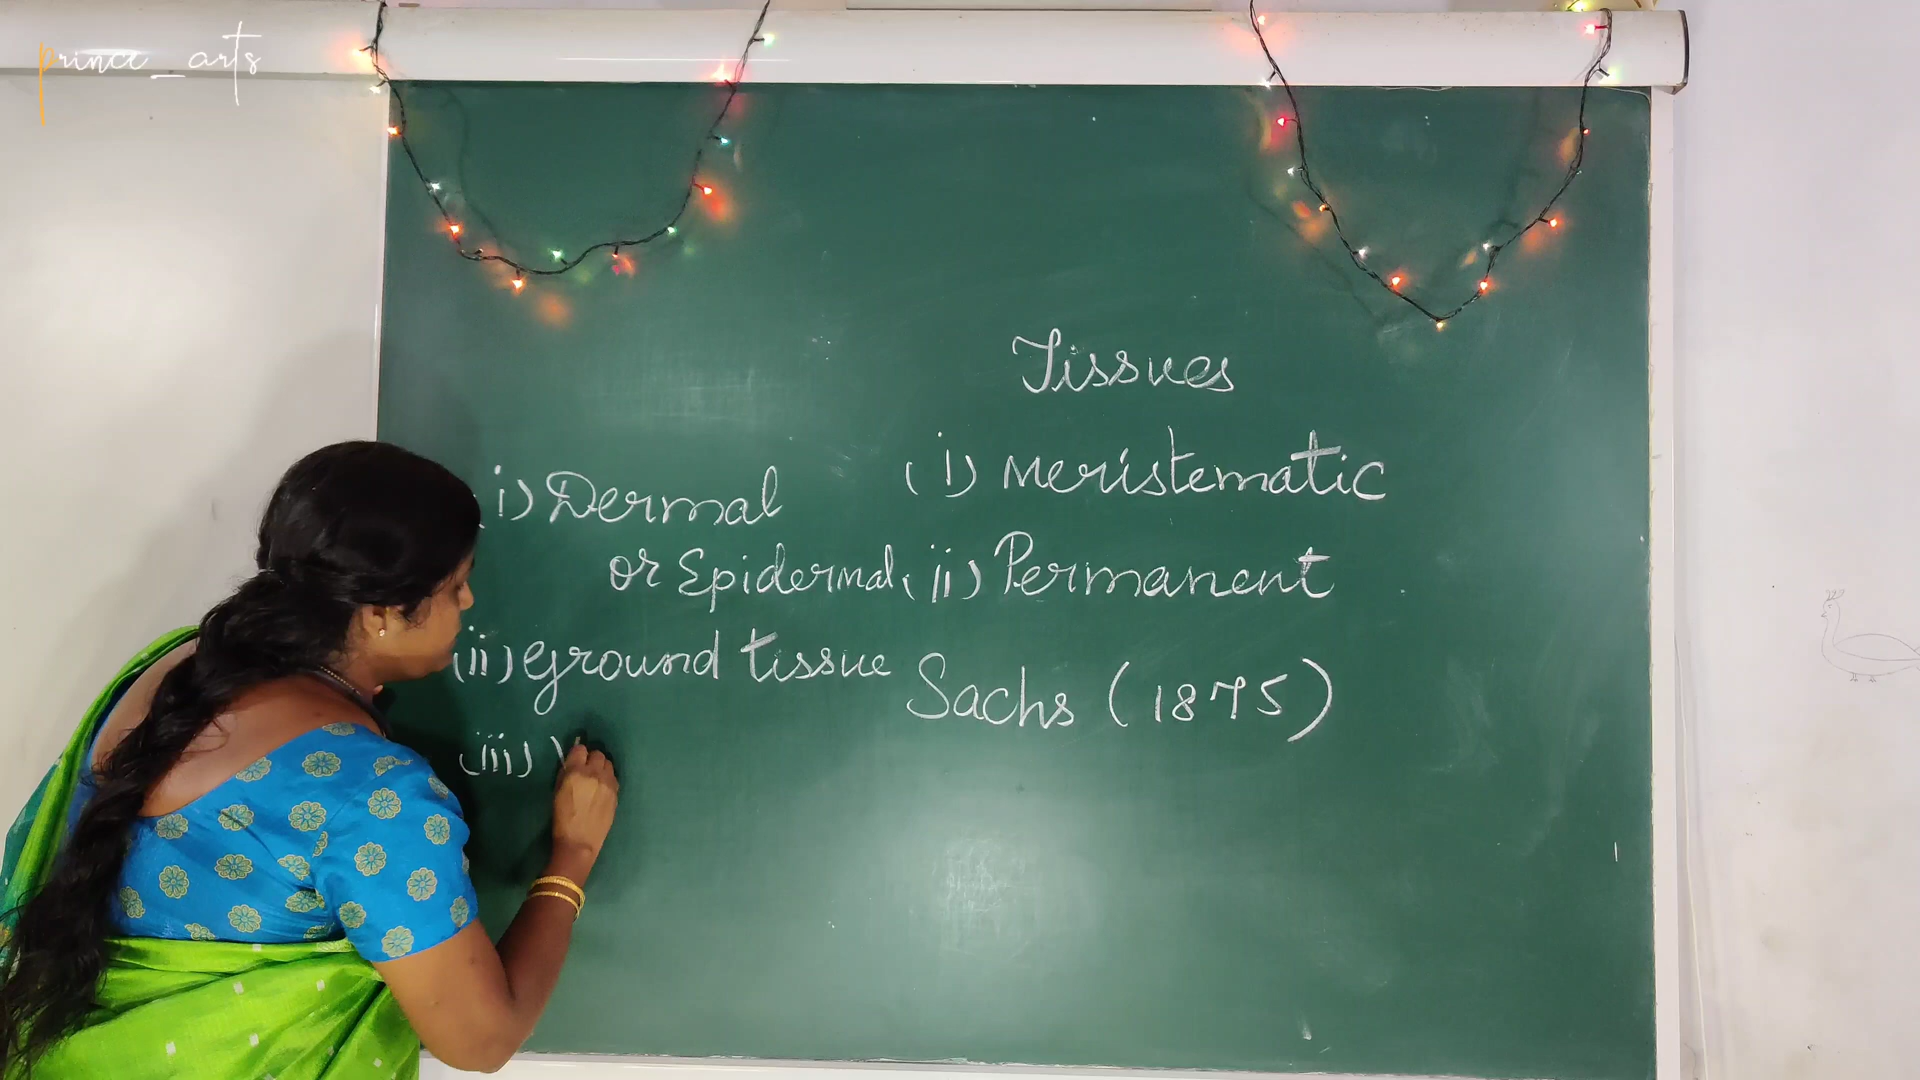 prince_arts
Tissues
(i) Meristematic
(ii) Permanent
Sachs (1875)
(i) Dermal
or Epidermal
(ii) Ground tissue
(iii) V